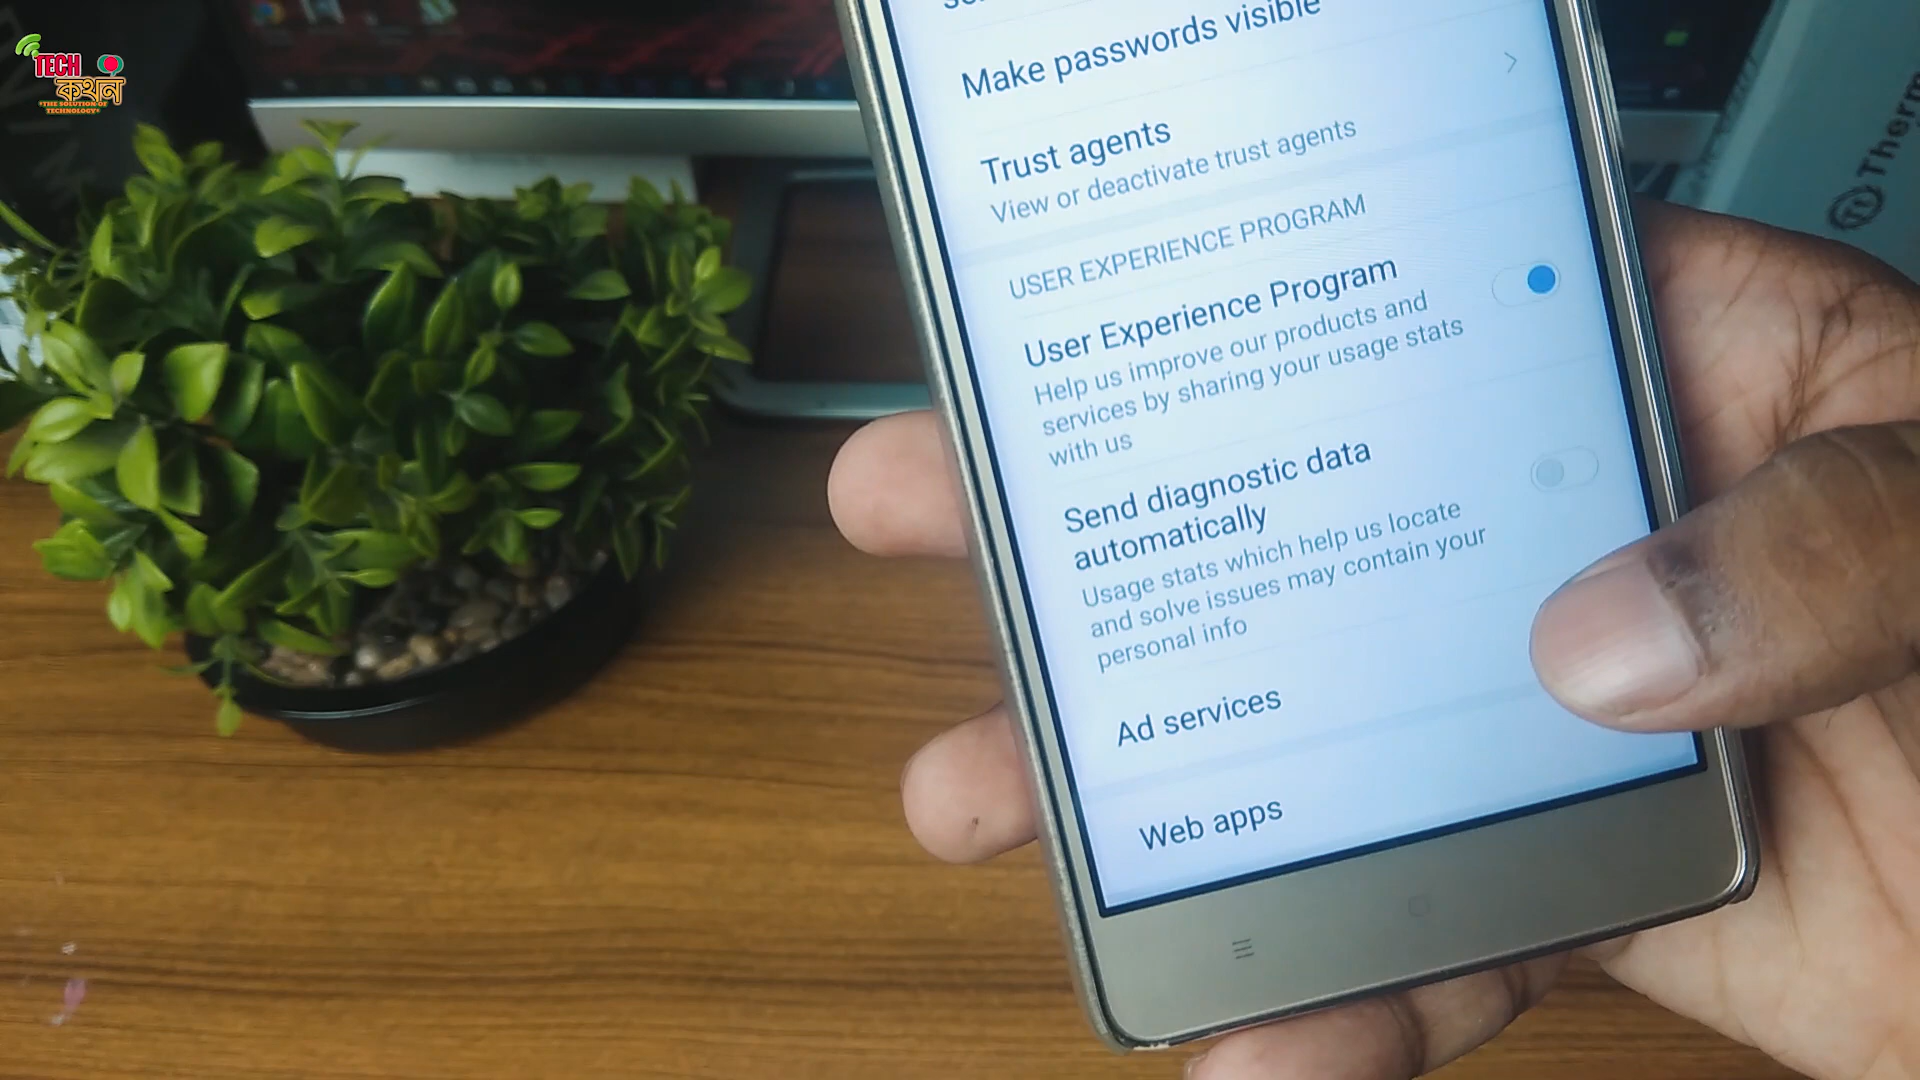 TECH
কথন
*THE SOLUTION OF
TECHNOLOGY*
Make passwords visible
Trust agents
View or deactivate trust agents
USER EXPERIENCE PROGRAM
User Experience Program
Help us improve our products and
services by sharing your usage stats
with us
Send diagnostic data
automatically
Usage stats which help us locate
and solve issues may contain your
personal info
Ad services
Web apps
Therm